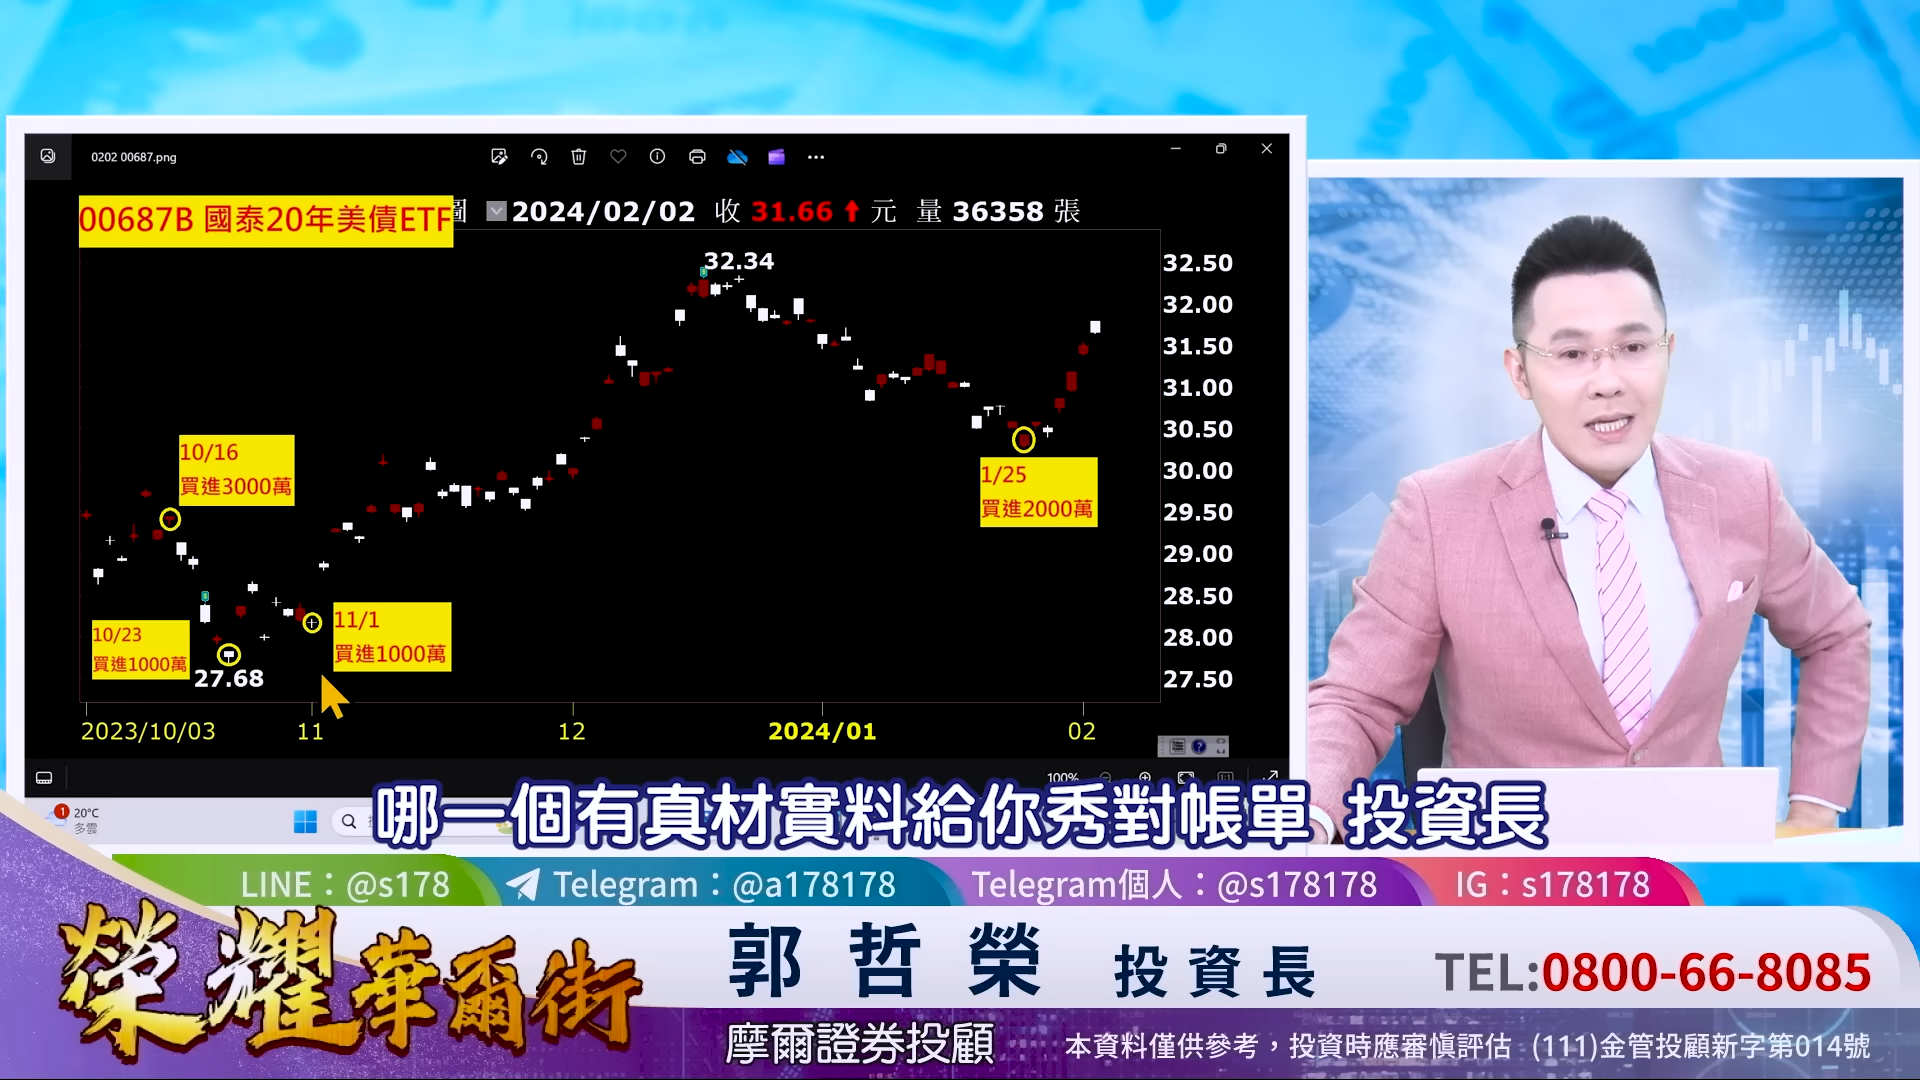 0202 00687.png
00687B 國泰20年美債ETF
圖 2024/02/02 收 31.66 元 量 36358 張
32.34
32.50
32.00
31.50
31.00
30.50
30.00
29.50
29.00
28.50
28.00
27.50
10/16
買進3000萬
1/25
買進2000萬
10/23
買進1000萬
11/1
買進1000萬
27.68
2023/10/03 11 12 2024/01 02
100%
1
20°C
多雲
哪一個有真材實料給你秀對帳單 投資長
LINE：@s178 Telegram：@a178178 Telegram個人：@s178178 IG：s178178
榮耀華爾街
郭哲榮 投資長
TEL:0800-66-8085
摩爾證券投顧
本資料僅供參考，投資時應審慎評估 (111)金管投顧新字第014號